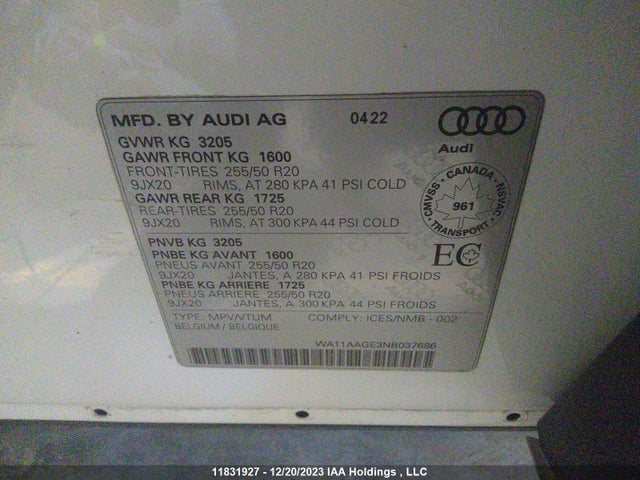 MFD. BY AUDI AG 0422
Audi
GVWR KG 3205
GAWR FRONT KG 1600
FRONT-TIRES 255/50 R20
9JX20 RIMS, AT 280 KPA 41 PSI COLD
GAWR REAR KG 1725
REAR-TIRES 255/50 R20
9JX20 RIMS, AT 300 KPA 44 PSI COLD
CMVSS · CANADA · NSVAC · TRANSPORT
961
EC
PNVB KG 3205
PNBE KG AVANT 1600
PNEUS AVANT 255/50 R20
9JX20 JANTES, A 280 KPA 41 PSI FROIDS
PNBE KG ARRIERE 1725
PNEUS ARRIERE 255/50 R20
9JX20 JANTES, A 300 KPA 44 PSI FROIDS
TYPE: MPV/VTUM COMPLY: ICES/NMB - 002
BELGIUM / BELGIQUE
WA11AAGE3NB037686
11831927 - 12/20/2023 IAA Holdings , LLC